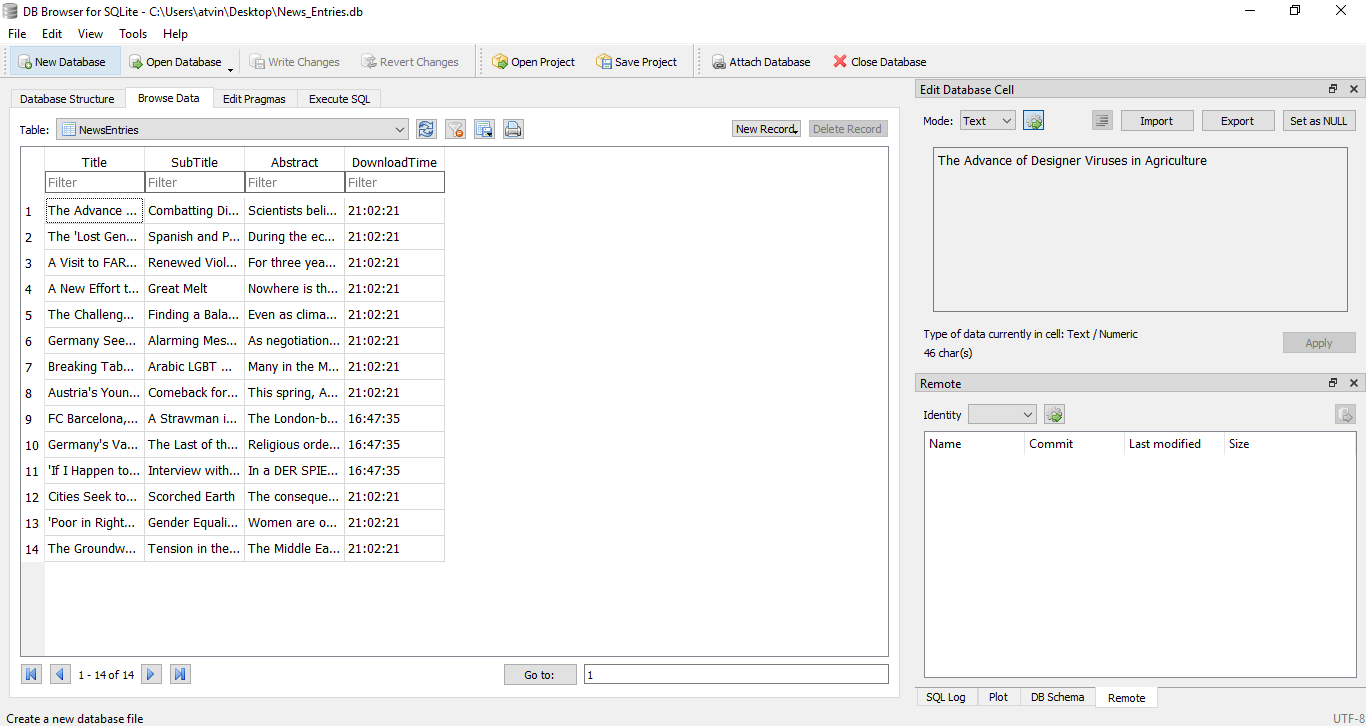 DB Browser for SQLite - C:\Users\atvin\Desktop\News_Entries.db
File Edit View Tools Help
New Database Open Database Write Changes Revert Changes Open Project Save Project Attach Database Close Database
Database Structure Browse Data Edit Pragmas Execute SQL
Table: NewsEntries New Record Delete Record
Title SubTitle Abstract DownloadTime
Filter Filter Filter Filter
1 The Advance ... Combatting Di... Scientists beli... 21:02:21
2 The 'Lost Gen... Spanish and P... During the ec... 21:02:21
3 A Visit to FAR... Renewed Viol... For three yea... 21:02:21
4 A New Effort t... Great Melt Nowhere is th... 21:02:21
5 The Challeng... Finding a Bala... Even as clima... 21:02:21
6 Germany See... Alarming Mes... As negotiation... 21:02:21
7 Breaking Tab... Arabic LGBT ... Many in the M... 21:02:21
8 Austria's Youn... Comeback for... This spring, A... 21:02:21
9 FC Barcelona,... A Strawman i... The London-b... 16:47:35
10 Germany's Va... The Last of th... Religious orde... 16:47:35
11 'If I Happen to... Interview with... In a DER SPIE... 16:47:35
12 Cities Seek to... Scorched Earth The conseque... 21:02:21
13 'Poor in Right... Gender Equali... Women are o... 21:02:21
14 The Groundw... Tension in the... The Middle Ea... 21:02:21
1 - 14 of 14 Go to: 1
Edit Database Cell
Mode: Text Import Export Set as NULL
The Advance of Designer Viruses in Agriculture
Type of data currently in cell: Text / Numeric
46 char(s)
Apply
Remote
Identity
Name Commit Last modified Size
SQL Log Plot DB Schema Remote
Create a new database file UTF-8